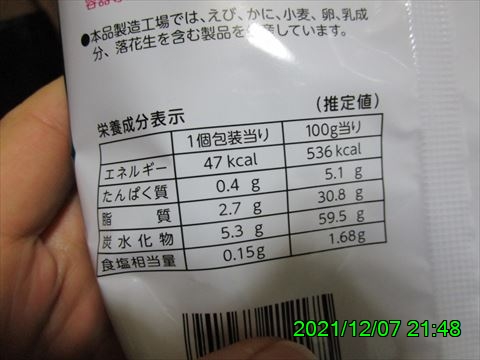 ●本品製造工場では、えび、かに、小麦、卵、乳成
分、落花生を含む製品を生産しています。
栄養成分表示 (推定値)
1個包装当り 100g当り
エネルギー 47kcal 536kcal
たんぱく質 0.4 g 5.1 g
脂質 2.7 g 30.8 g
炭水化物 5.3 g 59.5 g
食塩相当量 0.15g 1.68g
2021/12/07 21:48